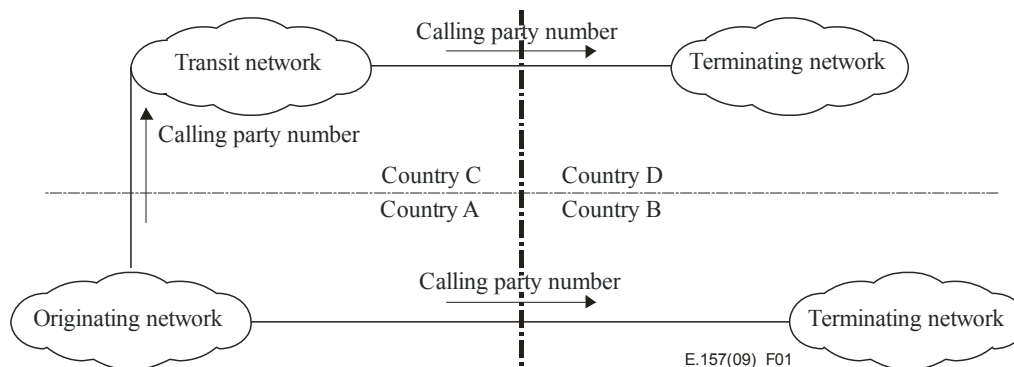 Calling party number
Transit network
Terminating network
Calling party number
Country C
Country D
Country A
Country B
Calling party number
Originating network
Terminating network
E.157(09)_F01